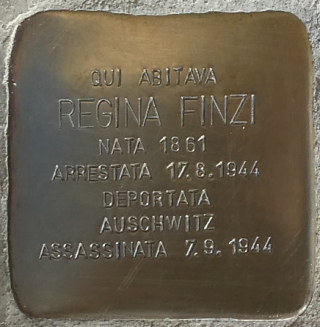 QUI ABITAVA
REGINA FINZI
NATA 1861
ARRESTATA 17.8.1944
DEPORTATA
AUSCHWITZ
ASSASSINATA 7.9.1944